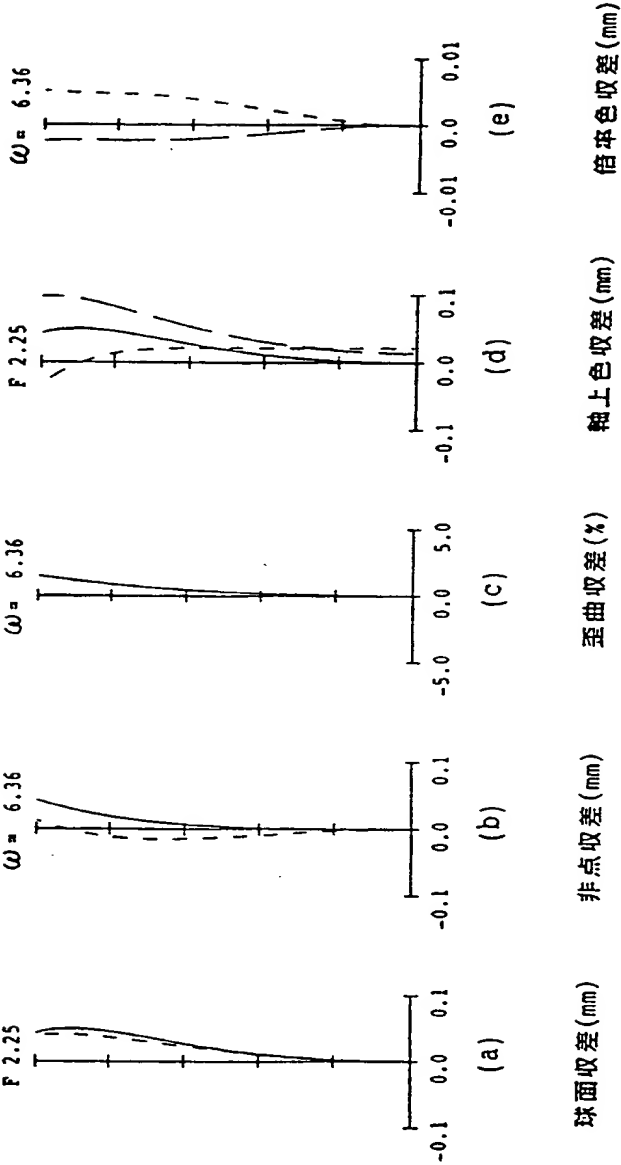 F 2.25
-0.1 0.0 0.1
(a)
球面収差(mm)
ω= 6.36
-0.1 0.0 0.1
(b)
非点収差(mm)
ω= 6.36
-5.0 0.0 5.0
(c)
歪曲収差(%)
F 2.25
-0.1 0.0 0.1
(d)
軸上色収差(mm)
ω= 6.36
-0.01 0.0 0.01
(e)
倍率色収差(mm)